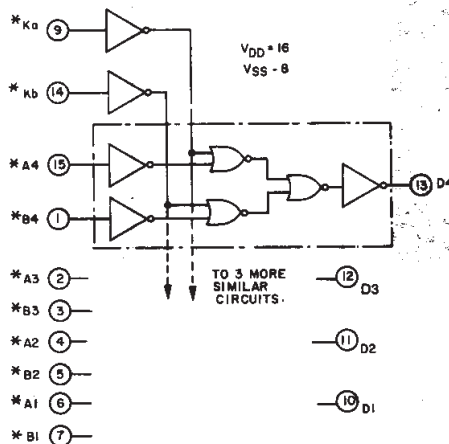 *Ka 9
VDD = 16
VSS - 8
*Kb 14
*A4 15
13 D4
*B4 1
TO 3 MORE
SIMILAR
CIRCUITS.
*A3 2
12 D3
*B3 3
*A2 4
11 D2
*B2 5
*A1 6
10 D1
*B1 7